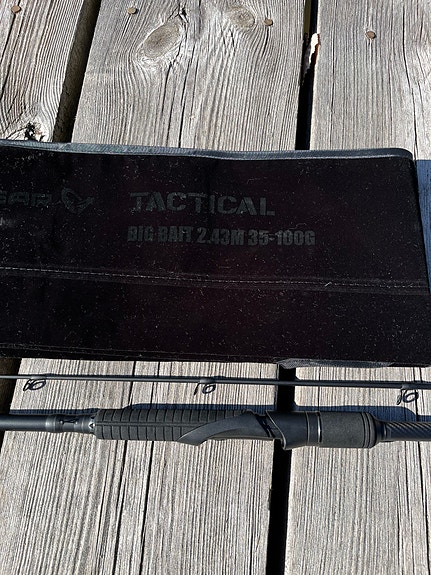 TACTICAL
BIG BAIT 2.43M 35-100G